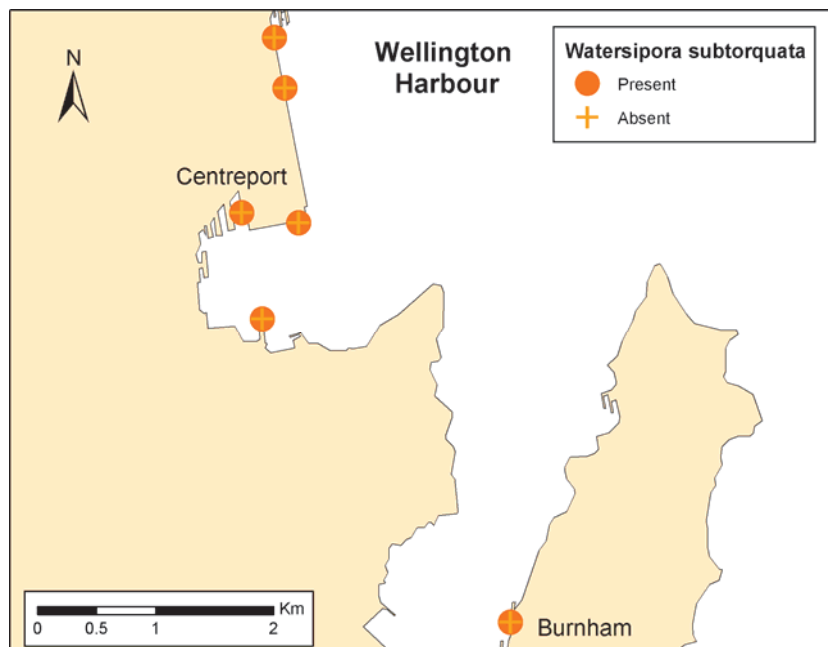 N
Wellington
Harbour
Watersipora subtorquata
Present
Absent
Centreport
Km
0 0.5 1 2
Burnham